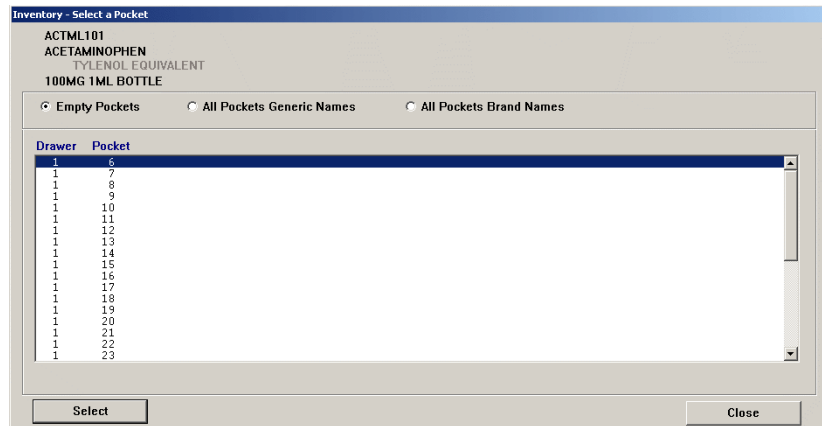 Inventory - Select a Pocket
ACTML101
ACETAMINOPHEN
TYLENOL EQUIVALENT
100MG 1ML BOTTLE
Empty Pockets All Pockets Generic Names All Pockets Brand Names
Drawer Pocket
1 6
1 7
1 8
1 9
1 10
1 11
1 12
1 13
1 14
1 15
1 16
1 17
1 18
1 19
1 20
1 21
1 22
1 23
Select Close